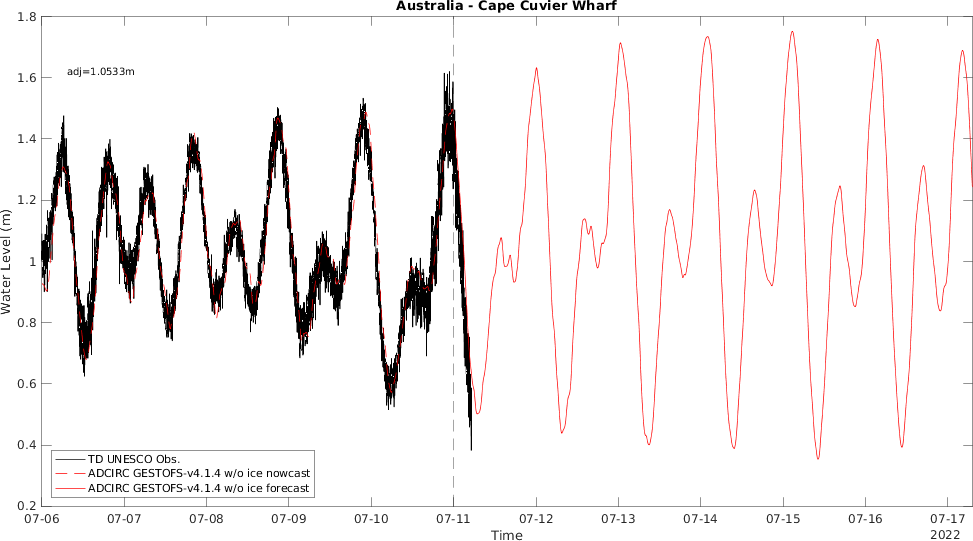 Australia - Cape Cuvier Wharf
1.8
1.6
1.4
1.2
1
0.8
0.6
0.4
0.2
Water Level (m)
adj=1.0533m
TD UNESCO Obs.
ADCIRC GESTOFS-v4.1.4 w/o ice nowcast
ADCIRC GESTOFS-v4.1.4 w/o ice forecast
07-06 07-07 07-08 07-09 07-10 07-11 07-12 07-13 07-14 07-15 07-16 07-17
2022
Time